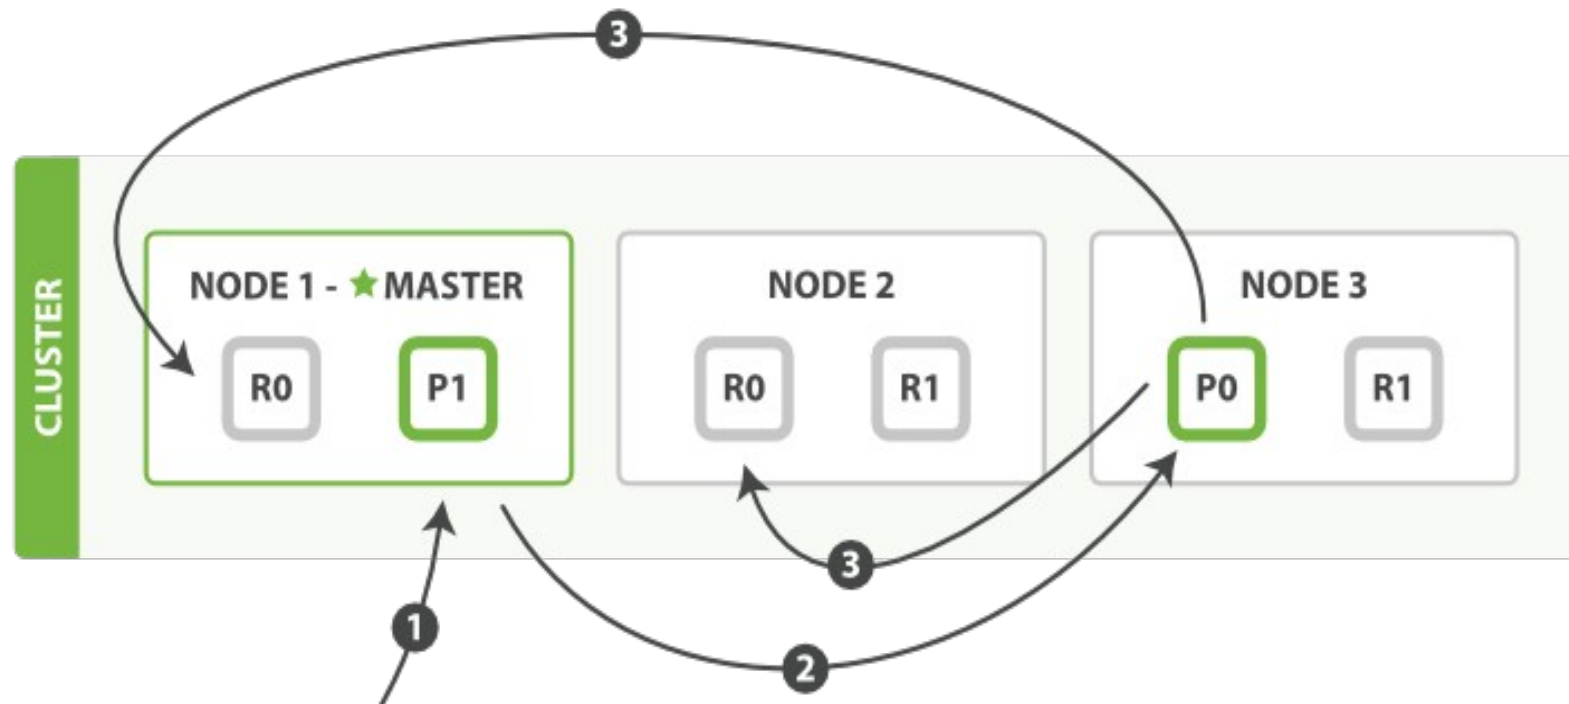 3
CLUSTER
NODE 1 - ★ MASTER
NODE 2
NODE 3
R0
P1
R0
R1
P0
R1
3
1
2